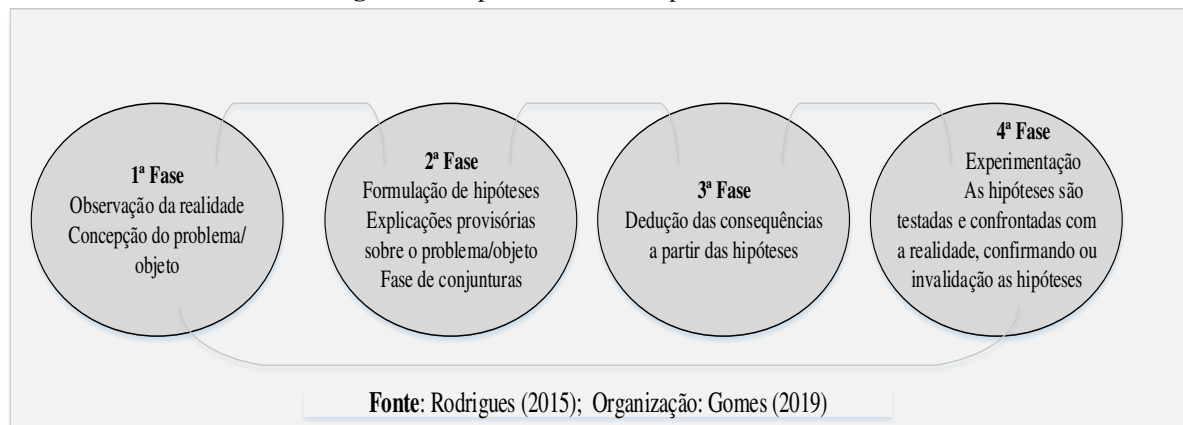 1ª Fase
Observação da realidade
Concepção do problema/
objeto
2ª Fase
Formulação de hipóteses
Explicações provisórias
sobre o problema/objeto
Fase de conjunturas
3ª Fase
Dedução das consequências
a partir das hipóteses
4ª Fase
Experimentação
As hipóteses são
testadas e confrontadas com
a realidade, confirmando ou
invalidação as hipóteses
Fonte: Rodrigues (2015); Organização: Gomes (2019)